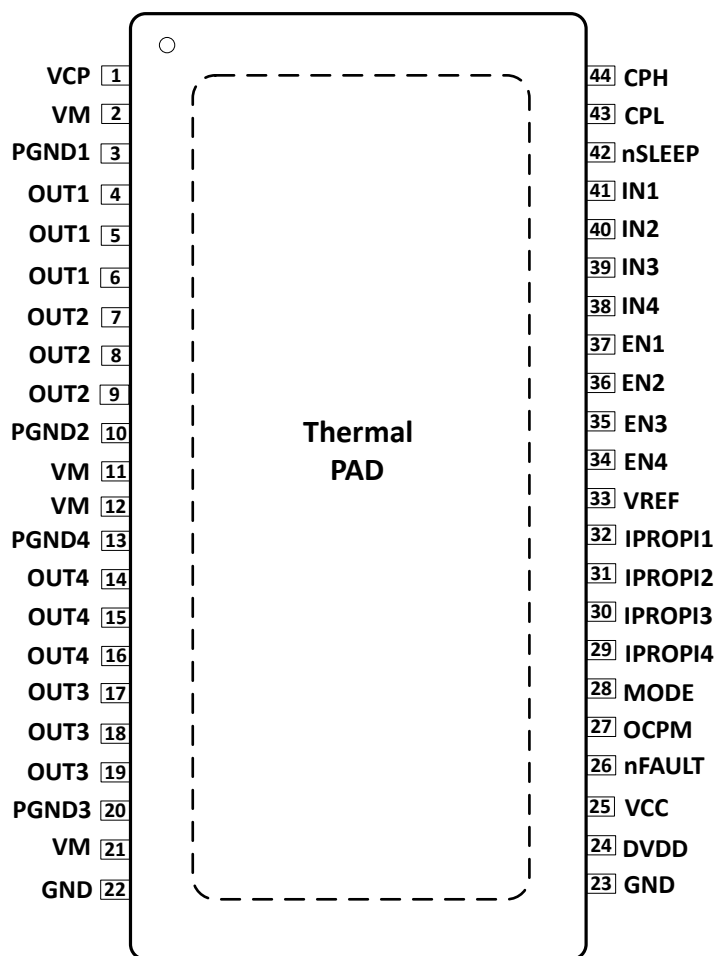 VCP 1
VM 2
PGND1 3
OUT1 4
OUT1 5
OUT1 6
OUT2 7
OUT2 8
OUT2 9
PGND2 10
VM 11
VM 12
PGND4 13
OUT4 14
OUT4 15
OUT4 16
OUT3 17
OUT3 18
OUT3 19
PGND3 20
VM 21
GND 22
Thermal
PAD
44 CPH
43 CPL
42 nSLEEP
41 IN1
40 IN2
39 IN3
38 IN4
37 EN1
36 EN2
35 EN3
34 EN4
33 VREF
32 IPROPI1
31 IPROPI2
30 IPROPI3
29 IPROPI4
28 MODE
27 OCPM
26 nFAULT
25 VCC
24 DVDD
23 GND